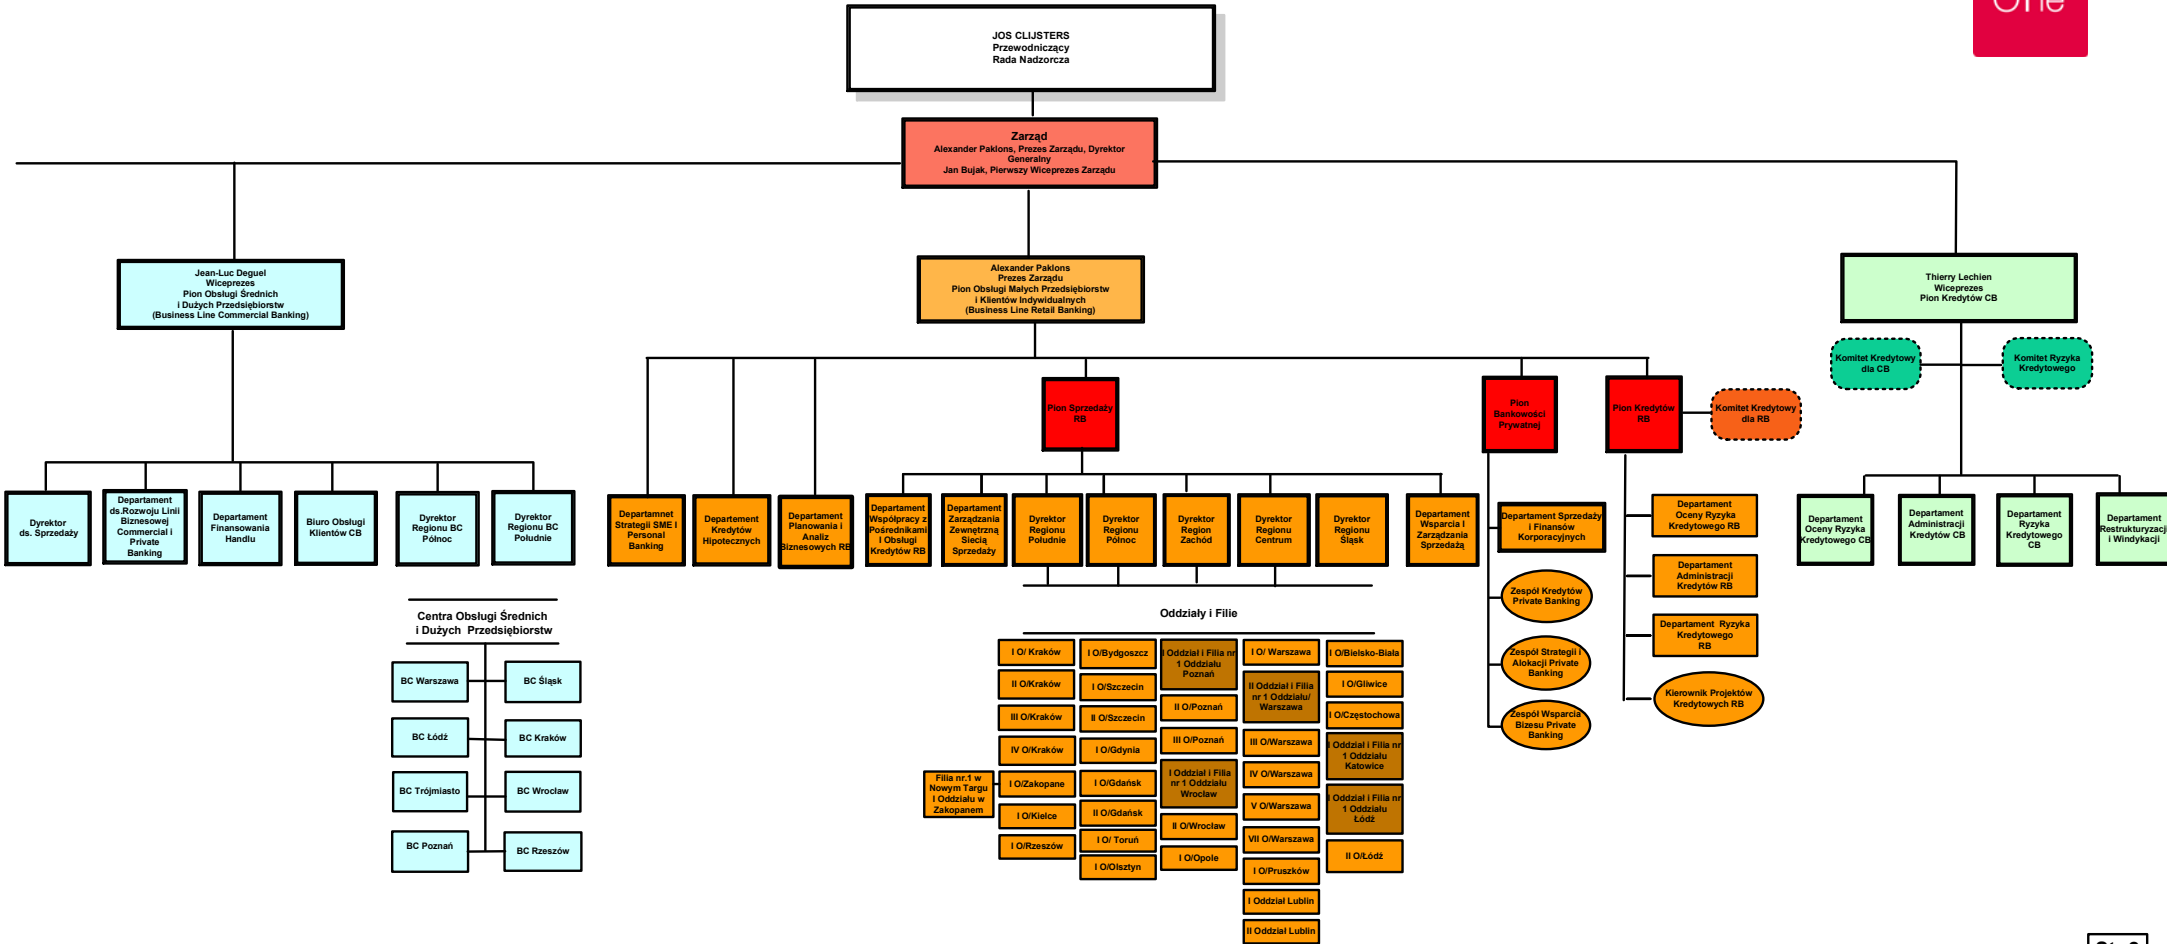 One
JOS CLIJSTERS
Przewodniczący
Rada Nadzorcza
Zarząd
Alexander Paklons, Prezes Zarządu, Dyrektor
Generalny
Jan Bujak, Pierwszy Wiceprezes Zarządu
Jean-Luc Deguel
Wiceprezes
Pion Obsługi Średnich
i Dużych Przedsiębiorstw
(Business Line Commercial Banking)
Alexander Paklons
Prezes Zarządu
Pion Obsługi Małych Przedsiębiorstw
i Klientów Indywidualnych
(Business Line Retail Banking)
Thierry Lechien
Wiceprezes
Pion Kredytów CB
Komitet Kredytowy
dla CB
Komitet Ryzyka
Kredytowego
Pion Sprzedaży
RB
Pion
Bankowości
Prywatnej
Pion Kredytów
RB
Komitet Kredytowy
dla RB
Dyrektor
ds. Sprzedaży
Departament
ds.Rozwoju Linii
Biznesowej
Commercial i
Private
Banking
Departament
Finansowania
Handlu
Biuro Obsługi
Klientów CB
Dyrektor
Regionu BC
Północ
Dyrektor
Regionu BC
Południe
Departamnet
Strategii SME I
Personal
Banking
Departement
Kredytów
Hipotecznych
Departament
Planowania i
Analiz
Biznesowych RB
Departament
Współpracy z
Pośrednikami
I Obsługi
Kredytów RB
Departament
Zarządzania
Zewnętrzną
Siecią
Sprzedaży
Dyrektor
Regionu
Południe
Dyrektor
Regionu
Północ
Dyrektor
Region
Zachód
Dyrektor
Regionu
Centrum
Dyrektor
Regionu
Śląsk
Departament
Wsparcia I
Zarządzania
Sprzedażą
Departament Sprzedaży
i Finansów
Korporacyjnych
Zespół Kredytów
Private Banking
Zespół Strategii i
Alokacji Private
Banking
Zespół Wsparcia
Bizesu Private
Banking
Departament
Oceny Ryzyka
Kredytowego RB
Departament
Administracji
Kredytów RB
Departament Ryzyka
Kredytowego
RB
Kierownik Projektów
Kredytowych RB
Departament
Oceny Ryzyka
Kredytowego CB
Departament
Administracji
Kredytów CB
Departament
Ryzyka
Kredytowego
CB
Departament
Restrukturyzacji
i Windykacji
Centra Obsługi Średnich
i Dużych Przedsiębiorstw
BC Warszawa
BC Śląsk
BC Łódź
BC Kraków
BC Trójmiasto
BC Wrocław
BC Poznań
BC Rzeszów
Oddziały i Filie
I O/ Kraków
II O/Kraków
III O/Kraków
IV O/Kraków
I O/Zakopane
I O/Kielce
I O/Rzeszów
Filia nr.1 w
Nowym Targu
I Oddziału w
Zakopanem
I O/Bydgoszcz
I O/Szczecin
II O/Szczecin
I O/Gdynia
I O/Gdańsk
II O/Gdańsk
I O/ Toruń
I O/Olsztyn
I Oddział i Filia nr
1 Oddziału
Poznań
II O/Poznań
III O/Poznań
I Oddział i Filia
nr 1 Oddziału
Wrocław
II O/Wrocław
I O/Opole
I O/ Warszawa
II Oddział i Filia
nr 1 Oddziału/
Warszawa
III O/Warszawa
IV O/Warszawa
V O/Warszawa
VII O/Warszawa
I O/Pruszków
I Oddział Lublin
II Oddział Lublin
I O/Bielsko-Biała
I O/Gliwice
I O/Częstochowa
I Oddział i Filia nr
1 Oddziału
Katowice
I Oddział i Filia nr
1 Oddziału
Łódź
II O/Łódź